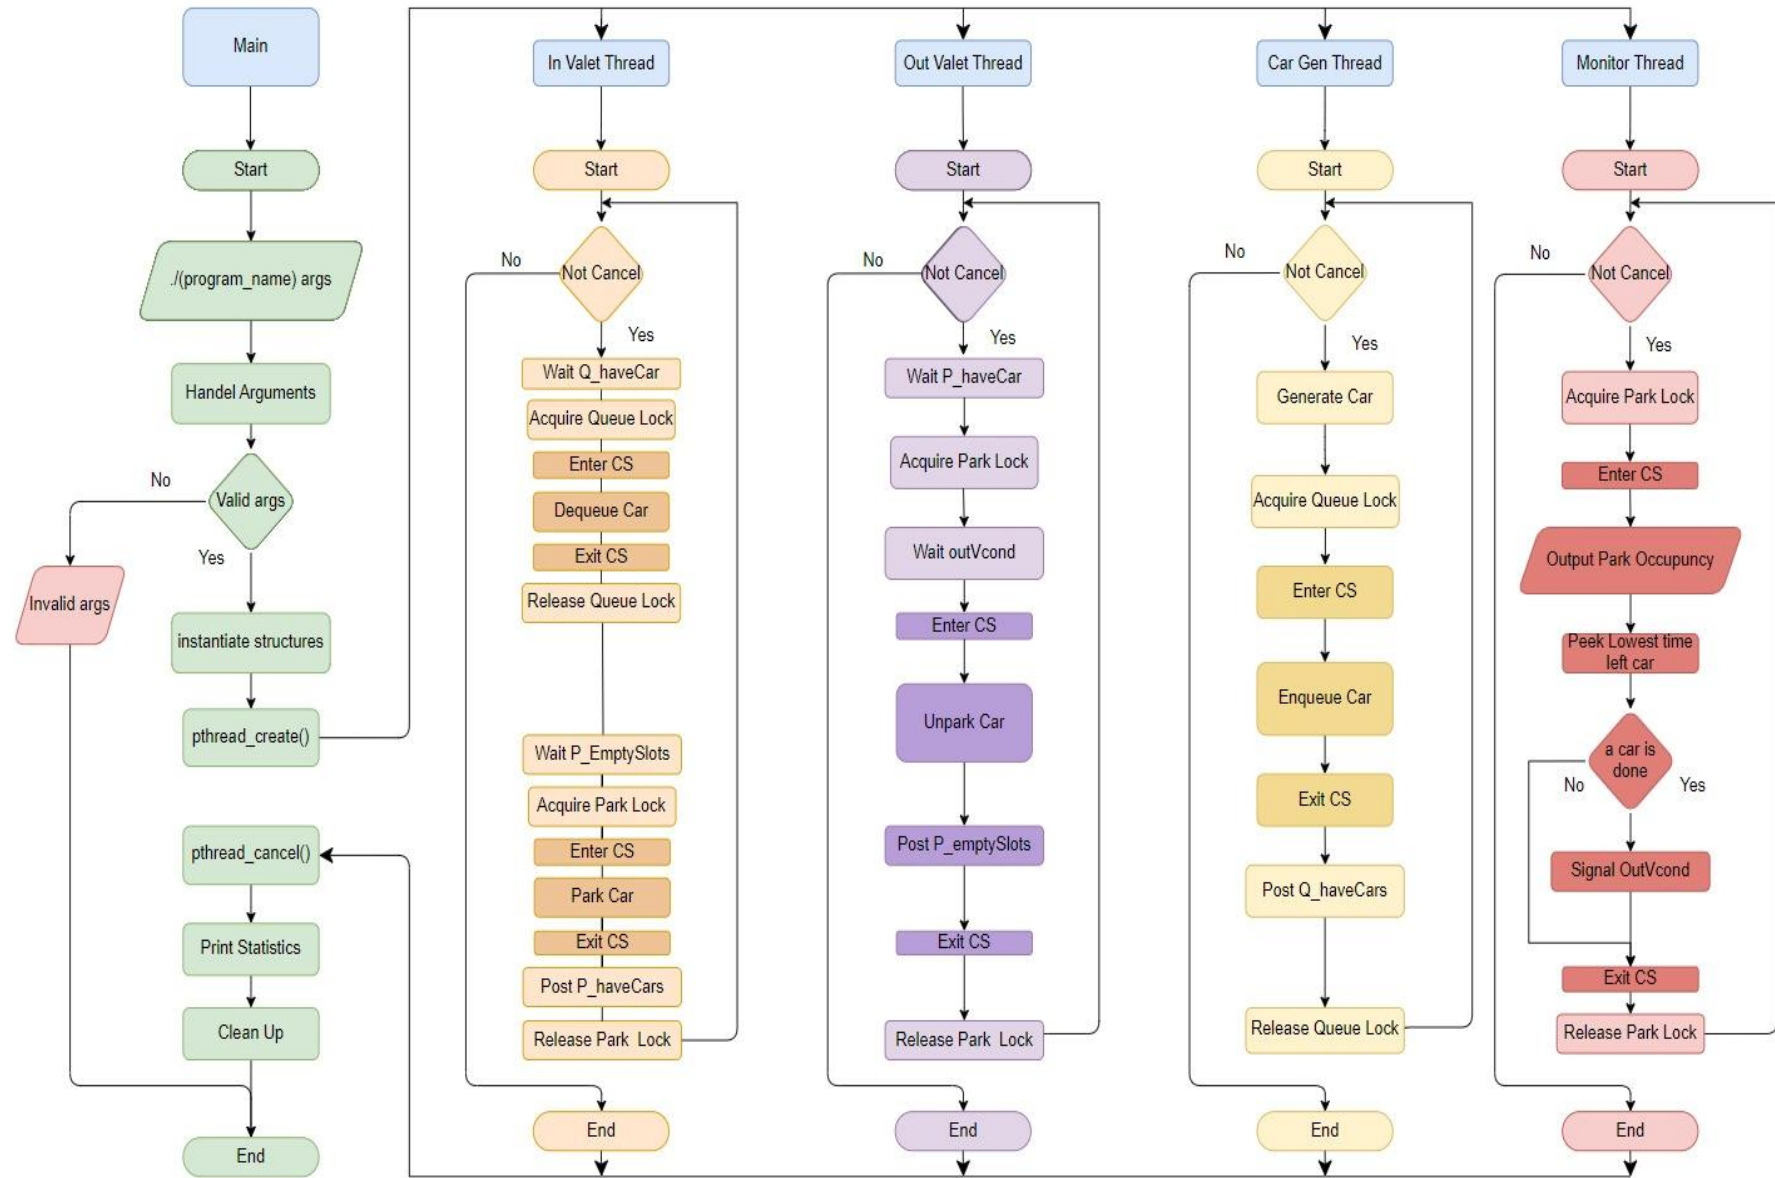 Main
Start
./(program_name) args
Handel Arguments
Valid args
No
Yes
Invalid args
instantiate structures
pthread_create()
pthread_cancel()
Print Statistics
Clean Up
End
In Valet Thread
Start
Not Cancel
No
Yes
Wait Q_haveCar
Acquire Queue Lock
Enter CS
Dequeue Car
Exit CS
Release Queue Lock
Wait P_EmptySlots
Acquire Park Lock
Enter CS
Park Car
Exit CS
Post P_haveCars
Release Park Lock
End
Out Valet Thread
Start
Not Cancel
No
Yes
Wait P_haveCar
Acquire Park Lock
Wait outVcond
Enter CS
Unpark Car
Post P_emptySlots
Exit CS
Release Park Lock
End
Car Gen Thread
Start
Not Cancel
No
Yes
Generate Car
Acquire Queue Lock
Enter CS
Enqueue Car
Exit CS
Post Q_haveCars
Release Queue Lock
End
Monitor Thread
Start
Not Cancel
No
Yes
Acquire Park Lock
Enter CS
Output Park Occupuncy
Peek Lowest time
left car
a car is
done
No
Yes
Signal OutVcond
Exit CS
Release Park Lock
End